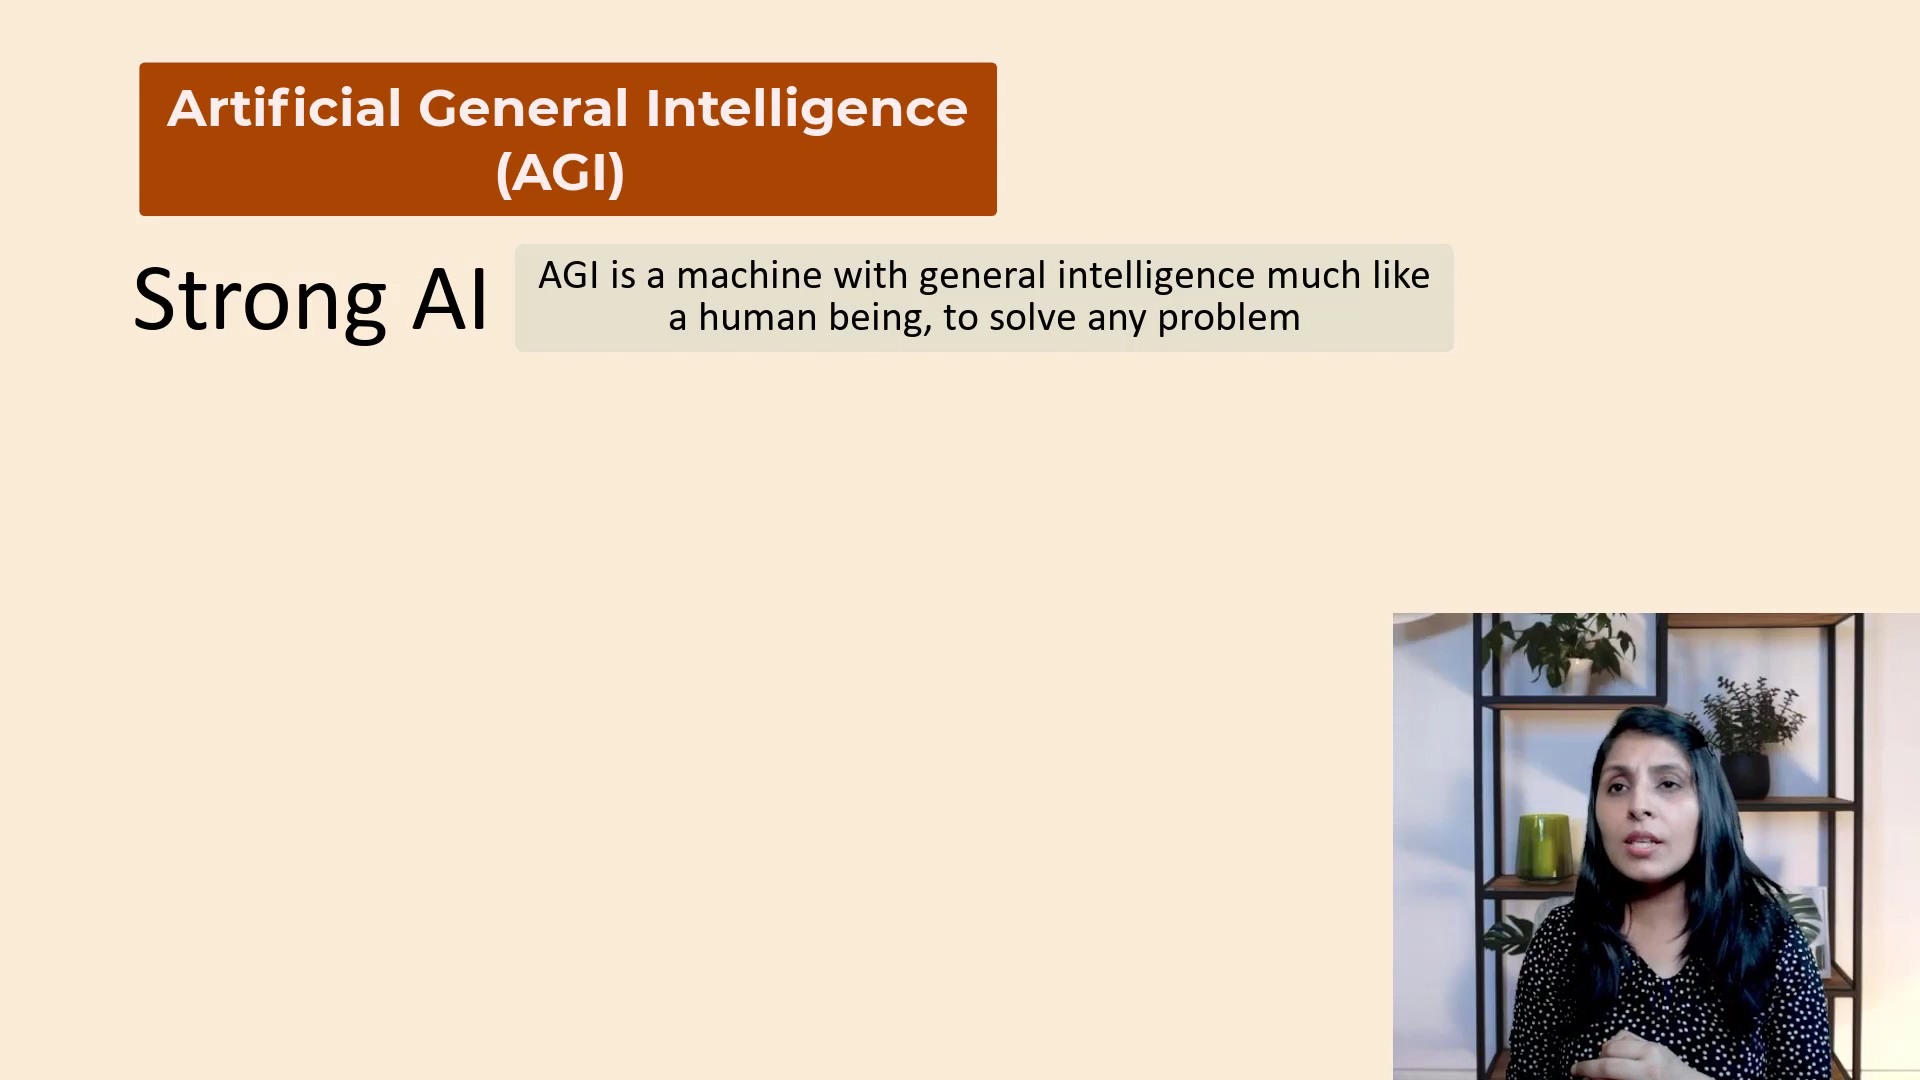 Artificial General Intelligence
(AGI)
Strong AI
AGI is a machine with general intelligence much like
a human being, to solve any problem